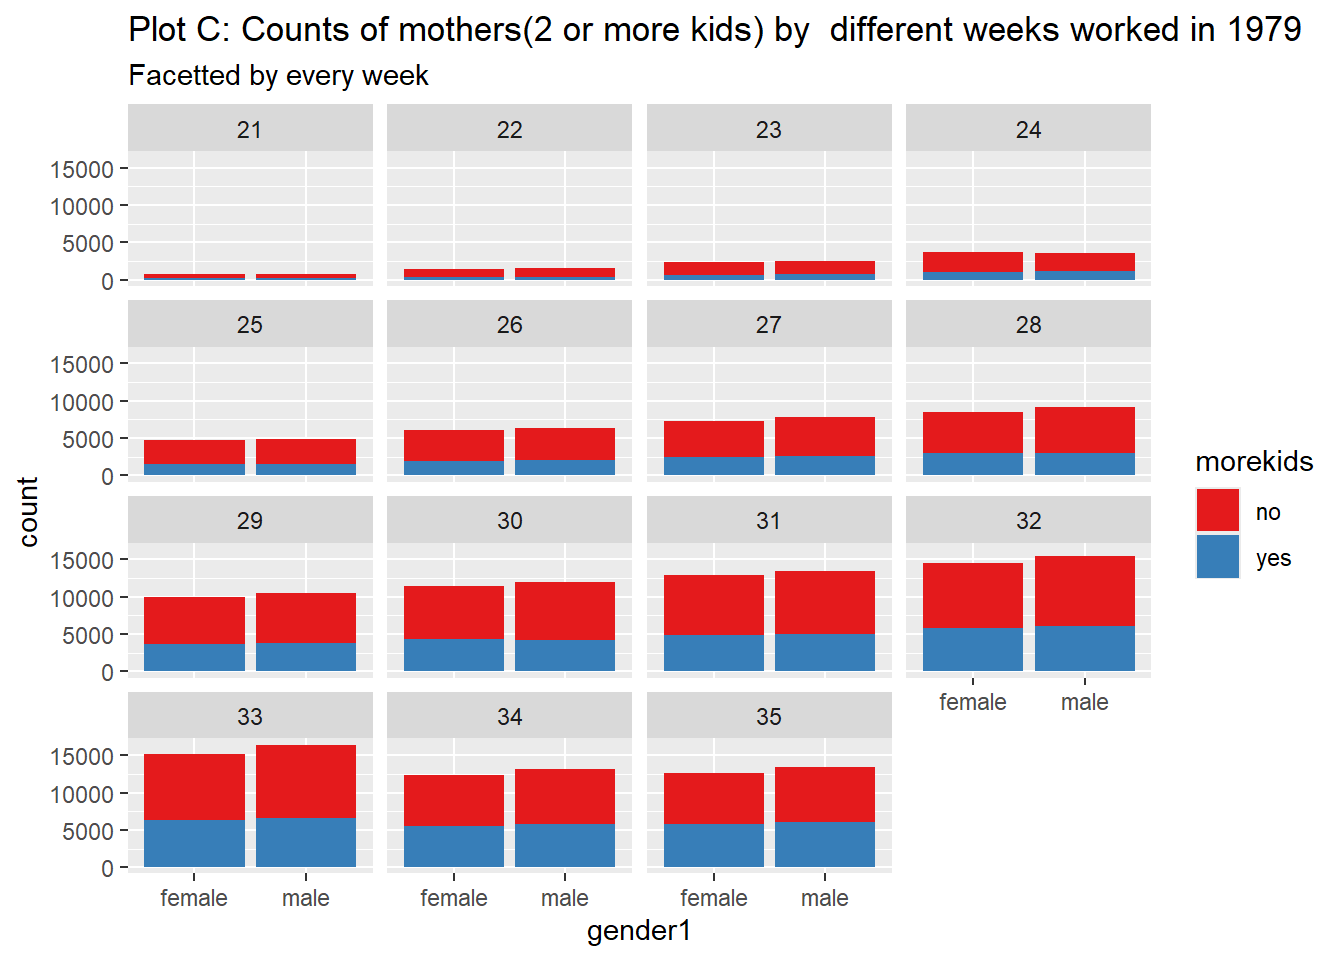 Plot C: Counts of mothers(2 or more kids) by  different weeks worked in 1979
Facetted by every week
21 22 23 24
15000
10000
5000
0
25 26 27 28
15000
10000
5000
0
29 30 31 32
15000
10000
5000
0
female male
33 34 35
15000
10000
5000
0
female male female male female male
gender1
count
morekids
no
yes